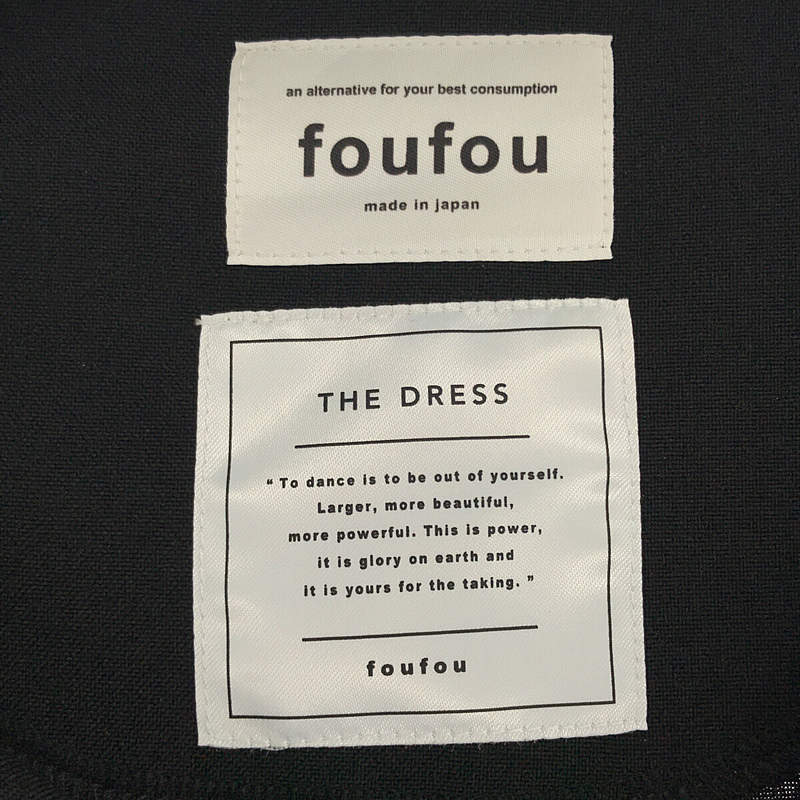 an alternative for your best consumption
foufou
made in japan
THE DRESS
“ To dance is to be out of yourself.
Larger, more beautiful,
more powerful. This is power,
it is glory on earth and
it is yours for the taking. ”
foufou